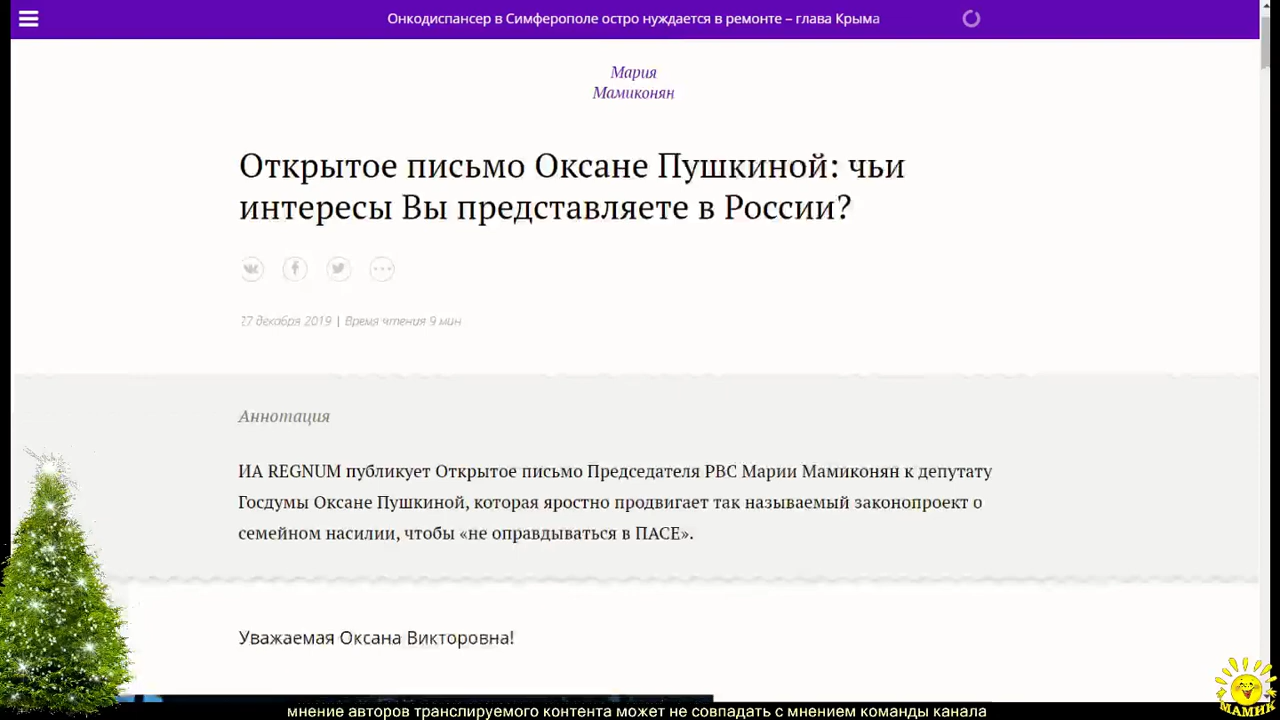 Онкодиспансер в Симферополе остро нуждается в ремонте – глава Крыма
Мария
Мамиконян
Открытое письмо Оксане Пушкиной: чьи
интересы Вы представляете в России?
27 декабря 2019 | Время чтения 9 мин
Аннотация
ИА REGNUM публикует Открытое письмо Председателя РВС Марии Мамиконян к депутату
Госдумы Оксане Пушкиной, которая яростно продвигает так называемый законопроект о
семейном насилии, чтобы «не оправдываться в ПАСЕ».
Уважаемая Оксана Викторовна!
мнение авторов транслируемого контента может не совпадать с мнением команды канала
МАМИК